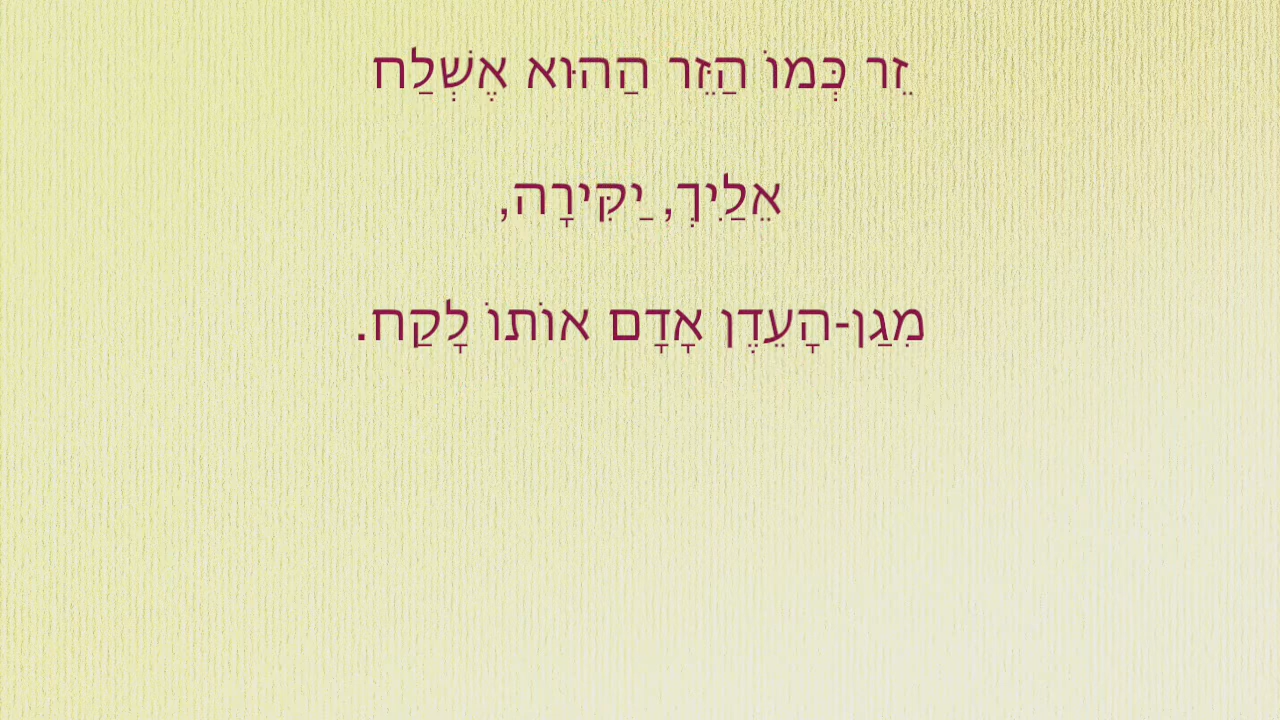 זֵר כְּמוֹ הַזֵּר הַהוּא אֶשְׁלַח
אֵלַיִךְ, יַקִּירָה,
מִגַּן-הָעֵדֶן אָדָם אוֹתוֹ לָקַח.